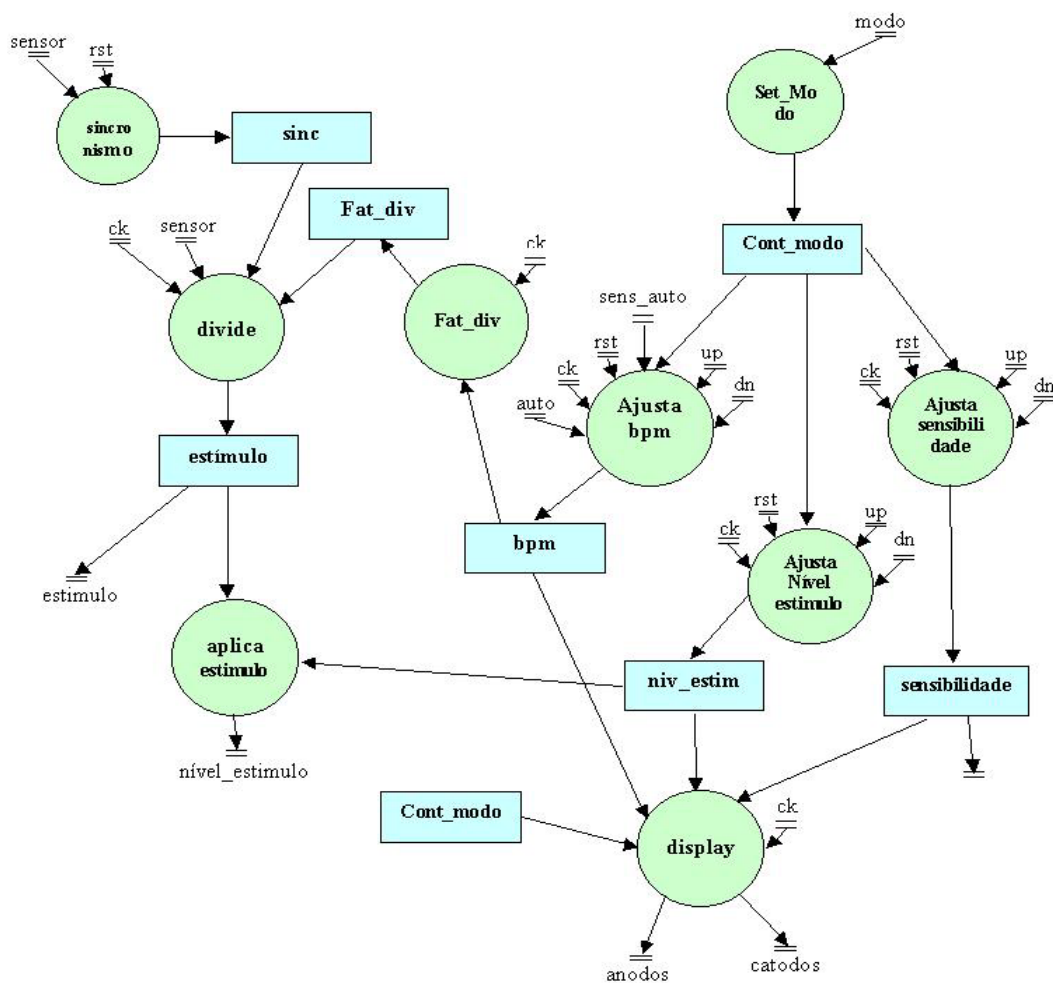 modo
sensor
rst
Set_Mo
do
sincro
nismo
sinc
Fat_div
Cont_modo
ck
sensor
ck
sens_auto
divide
Fat_div
rst
up
ck
dn
auto
Ajusta
bpm
rst
up
ck
dn
Ajusta
sensibili
dade
estímulo
bpm
rst
up
ck
dn
Ajusta
Nível
estimulo
estimulo
aplica
estimulo
niv_estim
sensibilidade
nível_estimulo
Cont_modo
ck
display
anodos
catodos